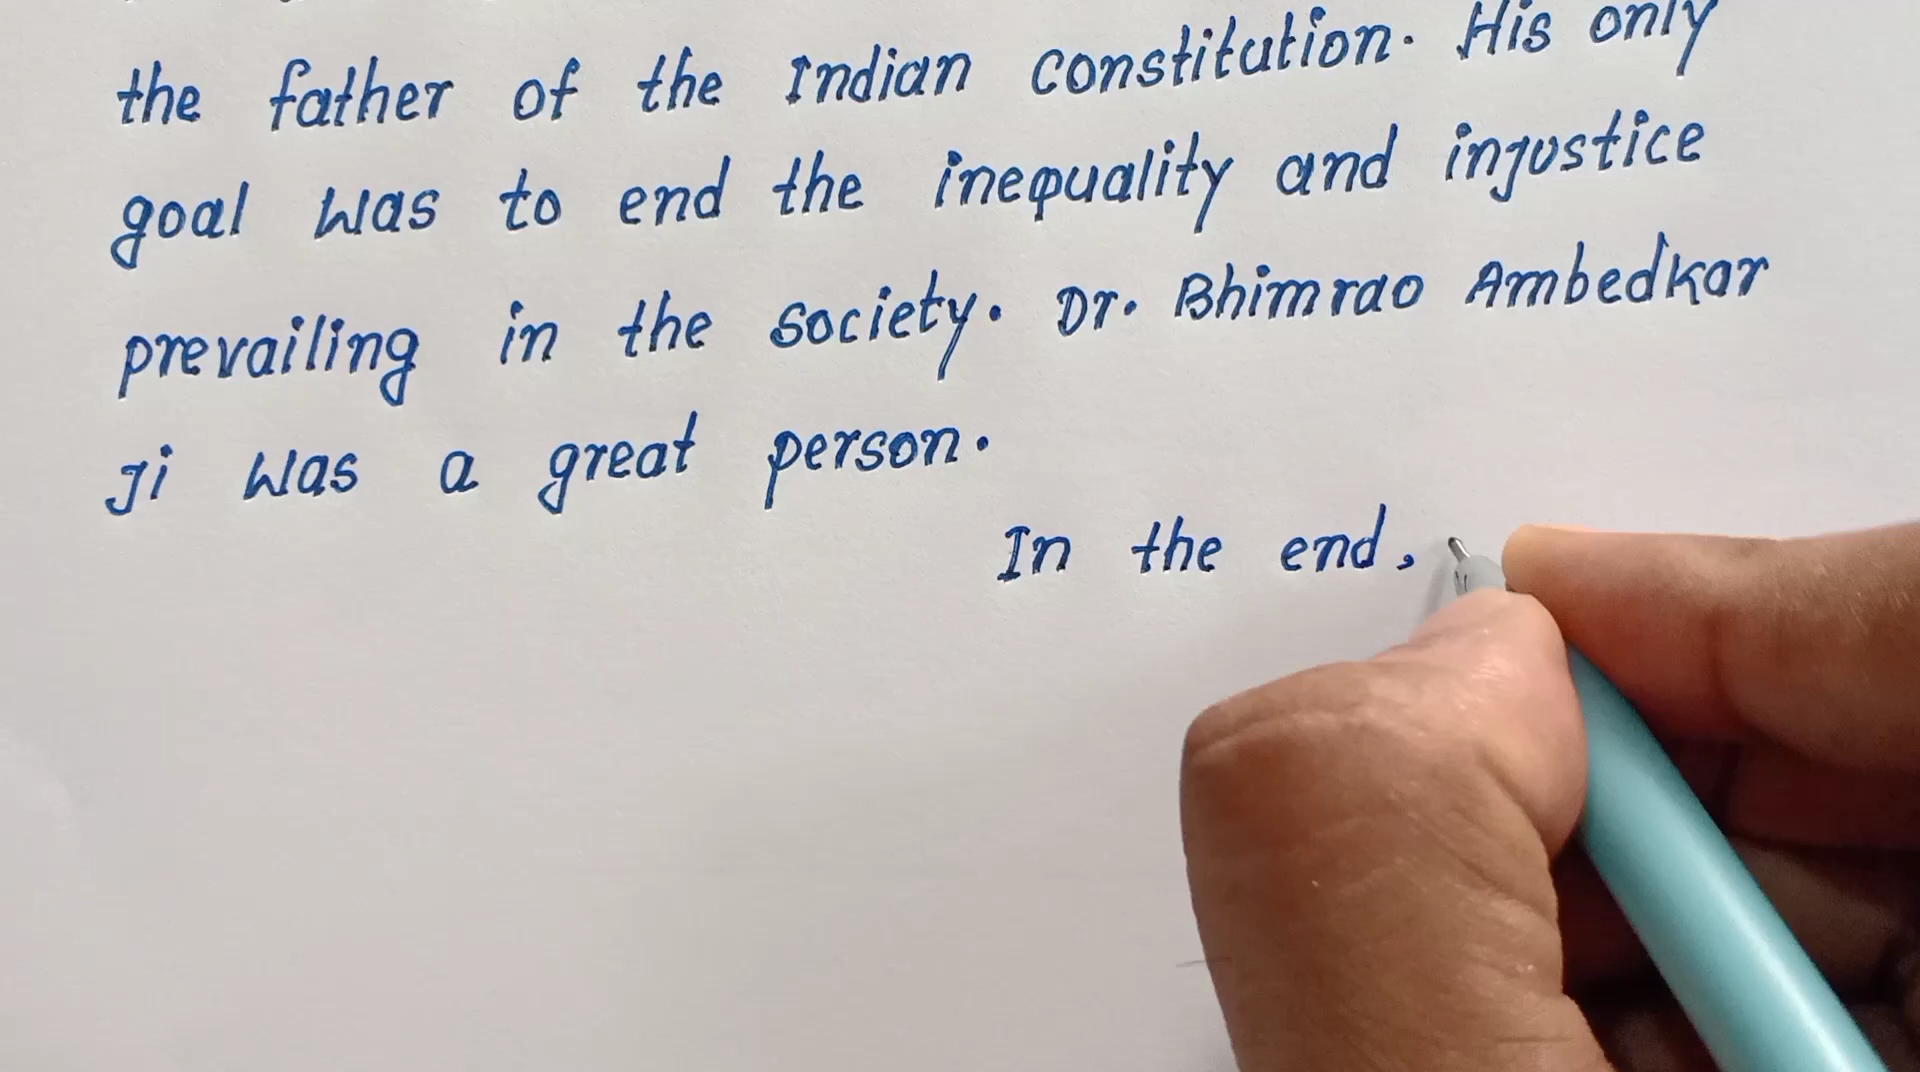 the father of the Indian constitution. His only
goal was to end the inequality and injustice
prevailing in the society. Dr. Bhimrao Ambedkar
Ji was a great person.
In the end,